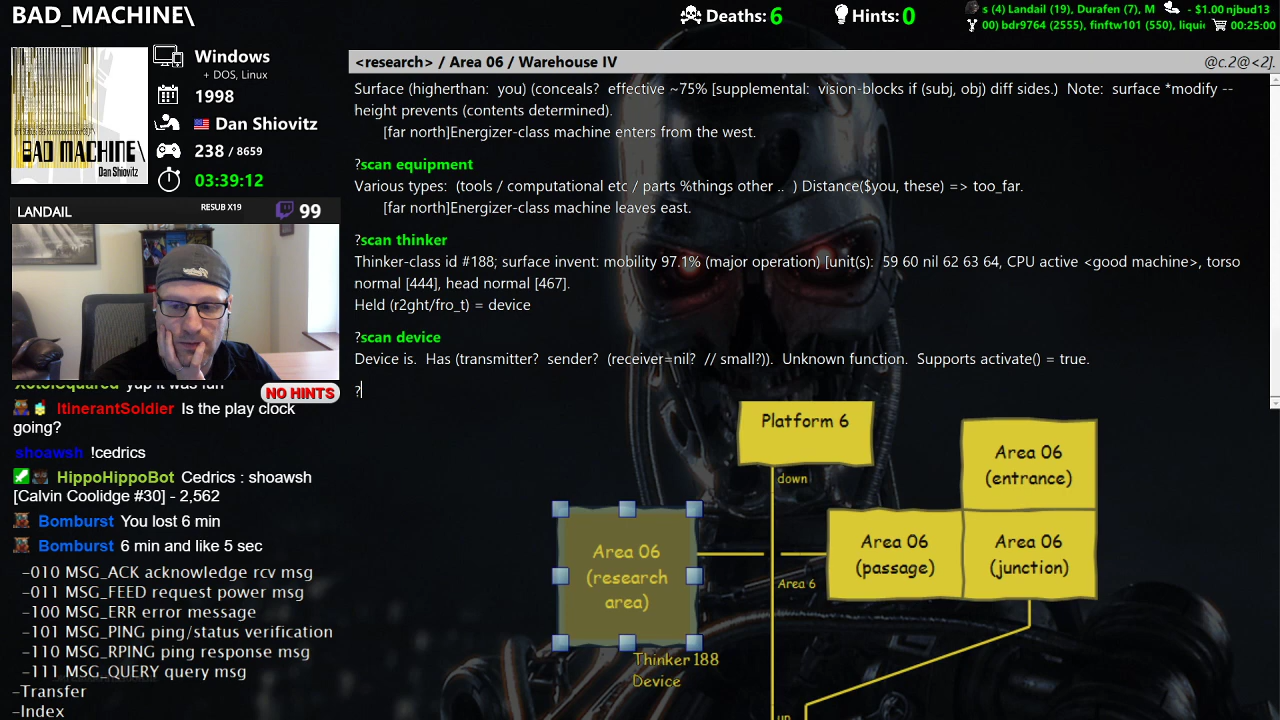 BAD_MACHINE\
Deaths: 6
Hints: 0
s (4) Landail (19), Durafen (7), M
- $1.00 njbud13
00) bdr9764 (2555), finftw101 (550), liquid
00:25:00
Windows
+ DOS, Linux
1998
Dan Shiovitz
238 / 8659
03:39:12
BAD MACHINE\
Dan Shiovitz
LANDAIL
RESUB X19
99
<research> / Area 06 / Warehouse IV
@c.2@<2].
Surface (higherthan: you) (conceals? effective ~75% [supplemental: vision-blocks if (subj, obj) diff sides.) Note: surface *modify --
height prevents (contents determined).
[far north]Energizer-class machine enters from the west.
?scan equipment
Various types: (tools / computational etc / parts %things other .. ) Distance($you, these) => too_far.
[far north]Energizer-class machine leaves east.
?scan thinker
Thinker-class id #188; surface invent: mobility 97.1% (major operation) [unit(s): 59 60 nil 62 63 64, CPU active <good machine>, torso
normal [444], head normal [467].
Held (r2ght/fro_t) = device
?scan device
Device is. Has (transmitter? sender? (receiver=nil? // small?)). Unknown function. Supports activate() = true.
?
XotolSquared yup it was fun
NO HINTS
ItinerantSoldier Is the play clock
going?
shoawsh !cedrics
HippoHippoBot Cedrics : shoawsh
[Calvin Coolidge #30] - 2,562
Bomburst You lost 6 min
Bomburst 6 min and like 5 sec
-010 MSG_ACK acknowledge rcv msg
-011 MSG_FEED request power msg
-100 MSG_ERR error message
-101 MSG_PING ping/status verification
-110 MSG_RPING ping response msg
-111 MSG_QUERY query msg
-Transfer
-Index
Platform 6
down
Area 06
(entrance)
Area 06
(research
area)
Area 06
(passage)
Area 06
(junction)
Area 6
Thinker 188
Device
up